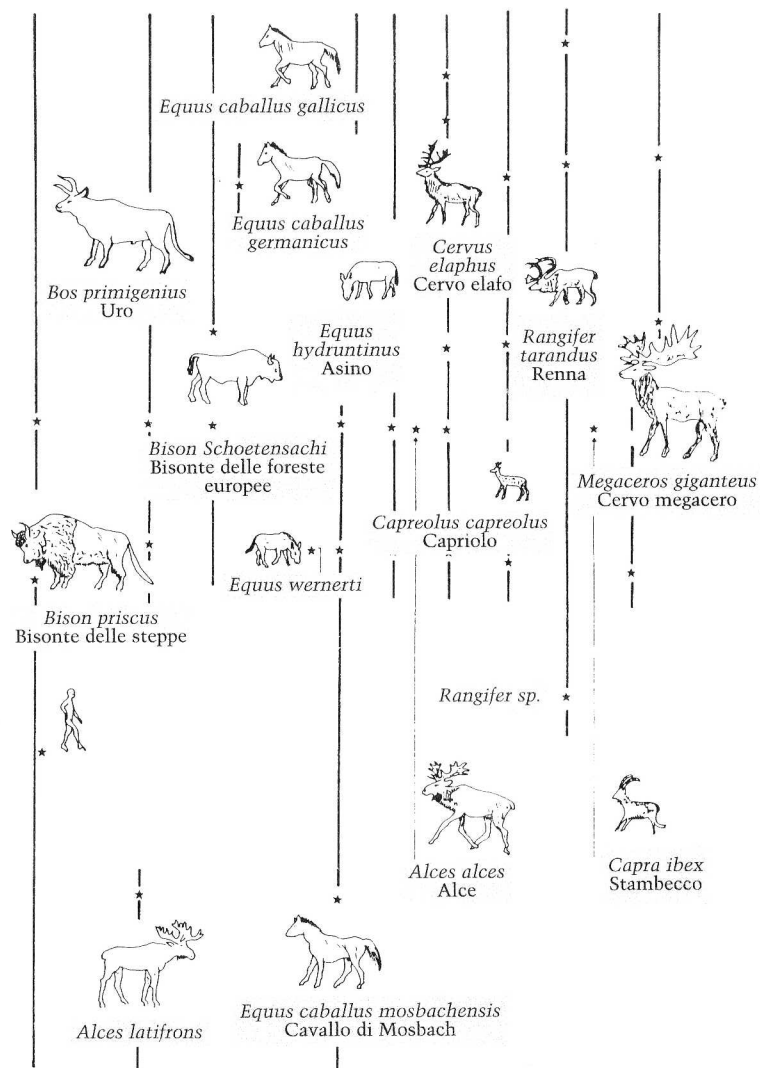 Equus caballus gallicus
Equus caballus
germanicus
Bos primigenius
Uro
Cervus
elaphus
Cervo elafo
Equus
hydruntinus
Asino
Rangifer
tarandus
Renna
Bison Schoetensachi
Bisonte delle foreste
europee
Megaceros giganteus
Cervo megacero
Capreolus capreolus
Capriolo
Equus wernerti
Bison priscus
Bisonte delle steppe
Rangifer sp.
Alces alces
Alce
Capra ibex
Stambecco
Alces latifrons
Equus caballus mosbachensis
Cavallo di Mosbach